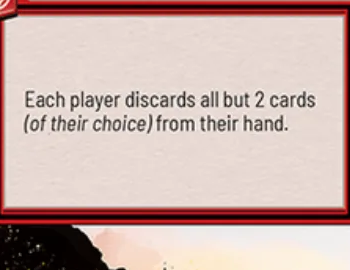 Each player discards all but 2 cards
(of their choice) from their hand.